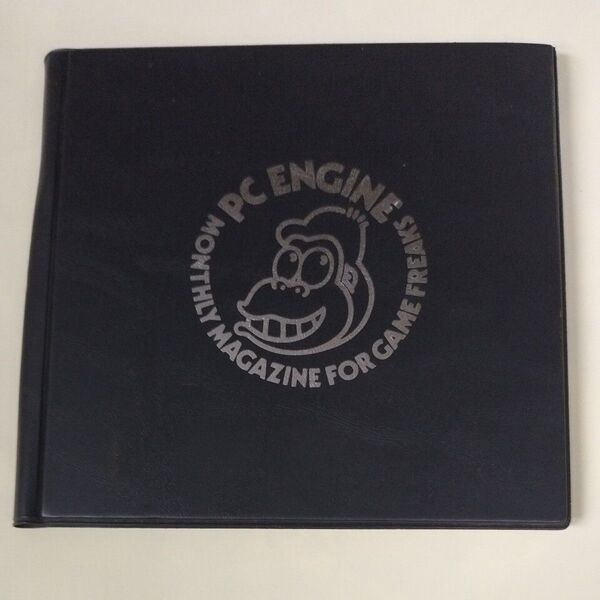 PC ENGINE
MONTHLY MAGAZINE FOR GAME FREAKS